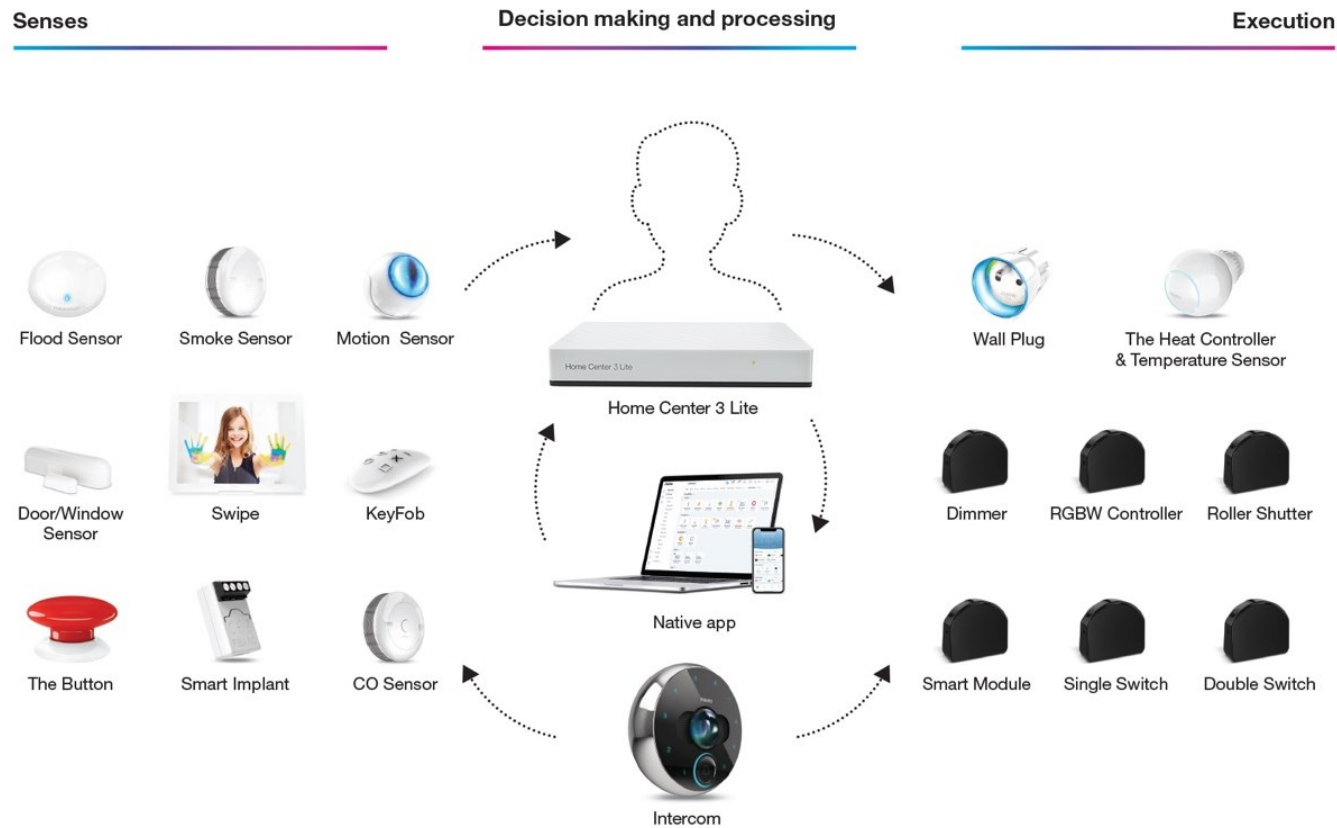 Senses
Decision making and processing
Execution
Flood Sensor
Smoke Sensor
Motion Sensor
Home Center 3 Lite
Home Center 3 Lite
Wall Plug
The Heat Controller
& Temperature Sensor
Door/Window
Sensor
Swipe
KeyFob
Dimmer
RGBW Controller
Roller Shutter
Native app
The Button
Smart Implant
CO Sensor
Smart Module
Single Switch
Double Switch
Intercom